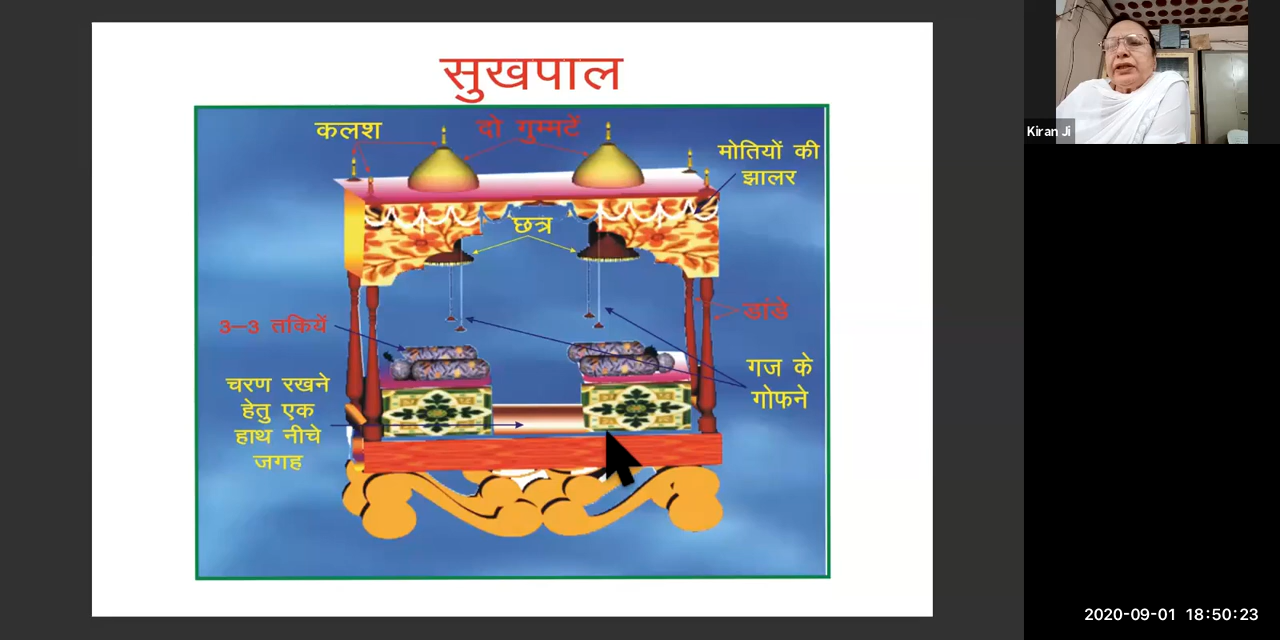 सुखपाल
कलश
दो गुम्मटें
मोतियों की
झालर
छत्र
3–3 तकियें
डांडे
चरण रखने
हेतु एक
हाथ नीचे
जगह
गज के
गोफने
Kiran Ji
2020-09-01 18:50:23